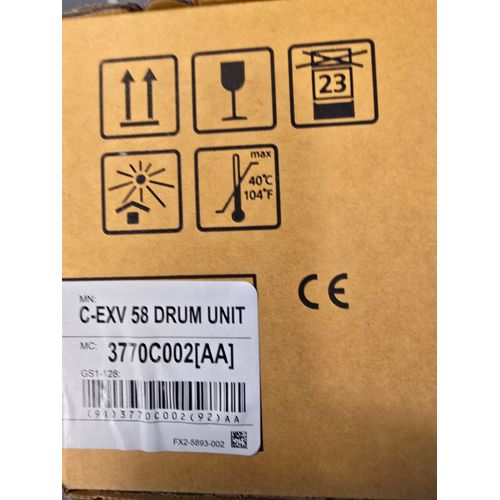 23
max
40°C
104°F
CE
MN:
C-EXV 58 DRUM UNIT
MC: 3770C002[AA]
GS1-128:
(91)3770C002(92)AA
FX2-5893-002